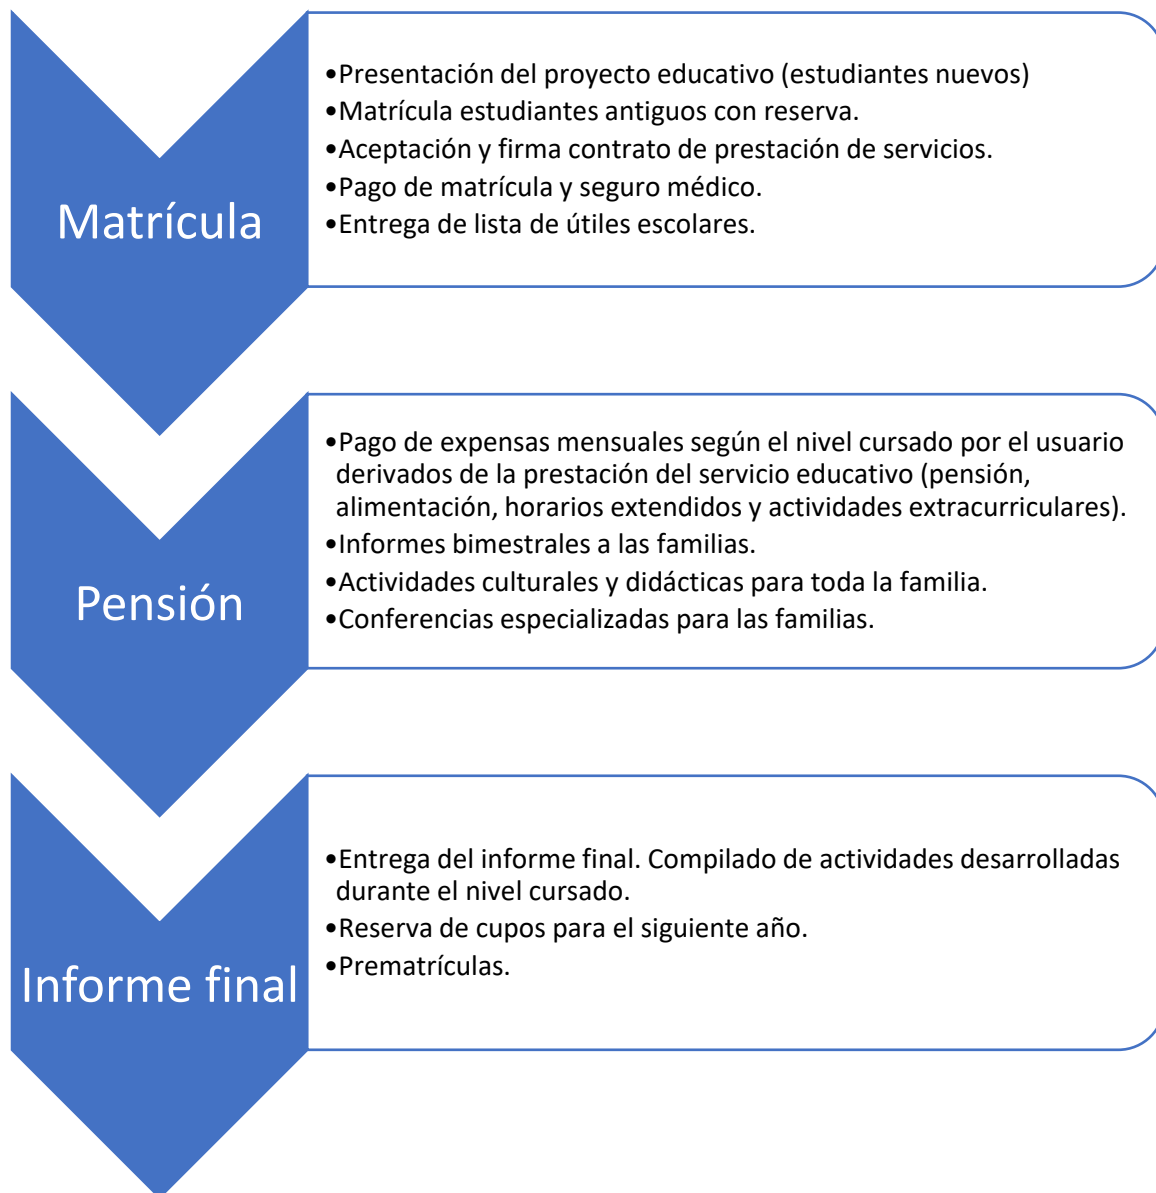 Matrícula
•Presentación del proyecto educativo (estudiantes nuevos)
•Matrícula estudiantes antiguos con reserva.
•Aceptación y firma contrato de prestación de servicios.
•Pago de matrícula y seguro médico.
•Entrega de lista de útiles escolares.
Pensión
•Pago de expensas mensuales según el nivel cursado por el usuario
derivados de la prestación del servicio educativo (pensión,
alimentación, horarios extendidos y actividades extracurriculares).
•Informes bimestrales a las familias.
•Actividades culturales y didácticas para toda la familia.
•Conferencias especializadas para las familias.
Informe final
•Entrega del informe final. Compilado de actividades desarrolladas
durante el nivel cursado.
•Reserva de cupos para el siguiente año.
•Prematrículas.